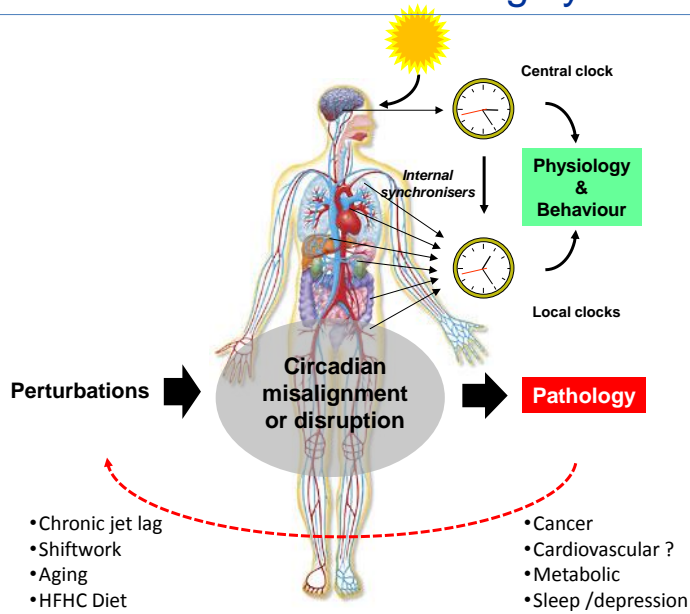 Central clock
Internal
synchronisers
Physiology
&
Behaviour
Local clocks
Perturbations
Circadian
misalignment
or disruption
Pathology
•Chronic jet lag
•Shiftwork
•Aging
•HFHC Diet
•Cancer
•Cardiovascular ?
•Metabolic
•Sleep /depression